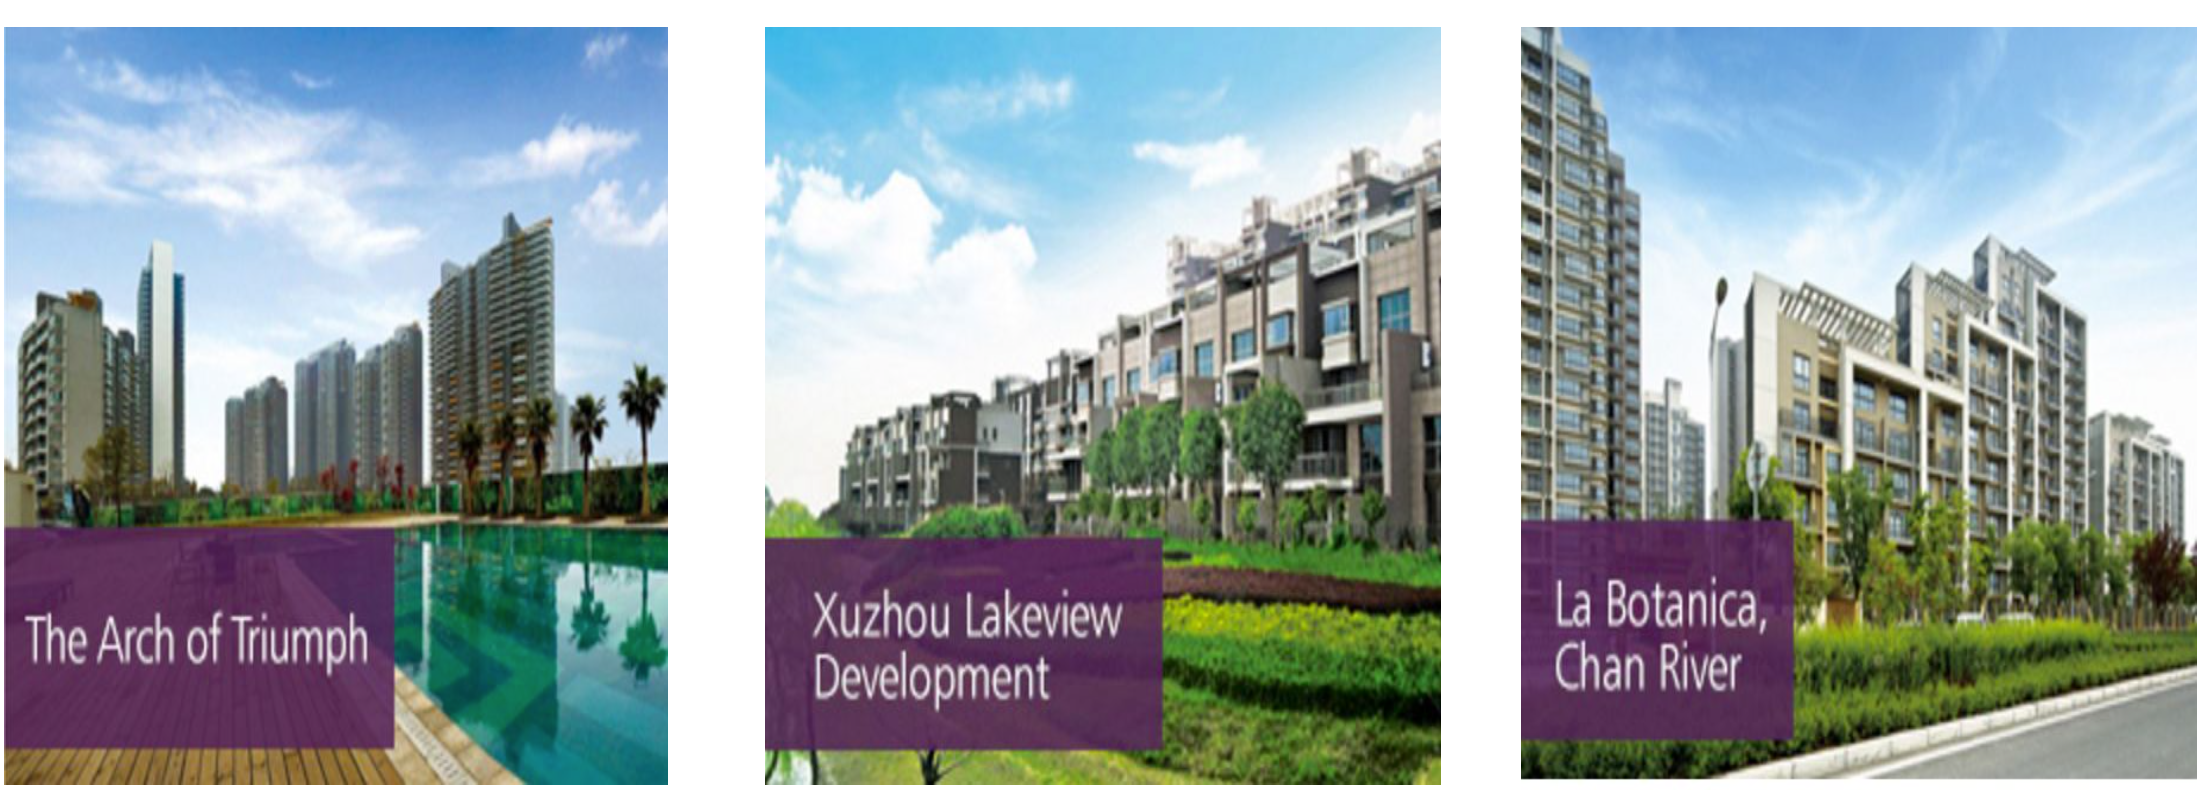 The Arch of Triumph
Xuzhou Lakeview
Development
La Botanica,
Chan River